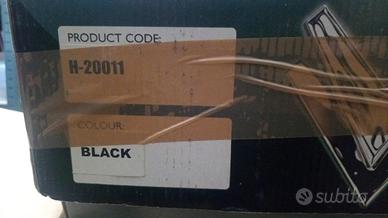 PRODUCT CODE:
H-20011
COLOUR:
BLACK
subito